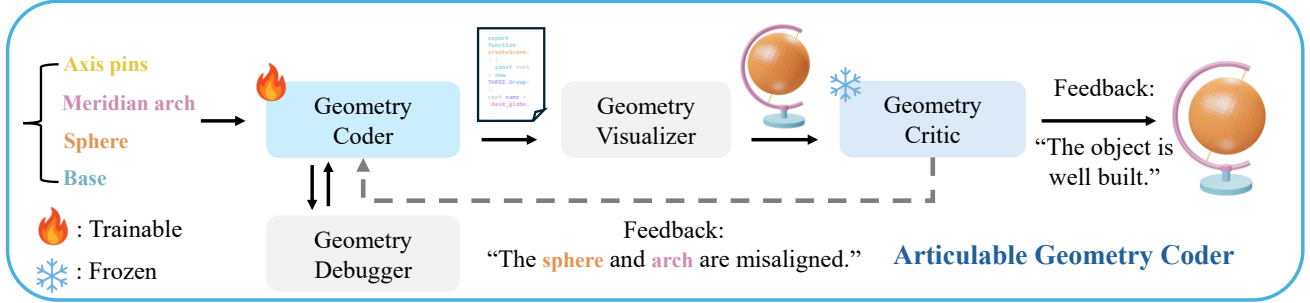 Axis pins
Meridian arch
Sphere
Base
: Trainable
: Frozen
Geometry
Coder
Geometry
Debugger
export
function
createScene(
) {
const root
= new
THREE.Group(
);
root.name =
'desk_globe.
Geometry
Visualizer
Geometry
Critic
Feedback:
“The sphere and arch are misaligned.”
Feedback:
“The object is
well built.”
Articulable Geometry Coder